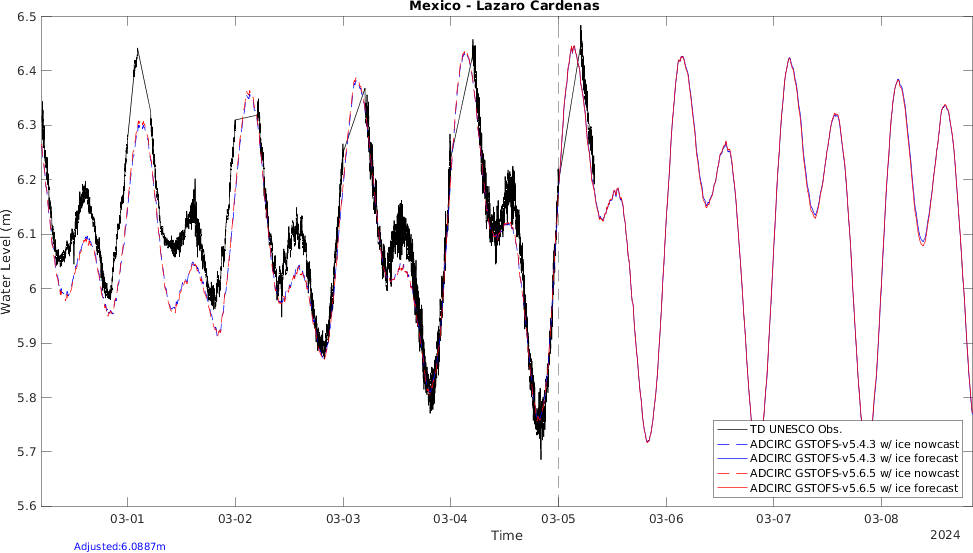 Mexico - Lazaro Cardenas
6.5
6.4
6.3
6.2
6.1
6
5.9
5.8
5.7
5.6
Water Level (m)
TD UNESCO Obs.
ADCIRC GSTOFS-v5.4.3 w/ ice nowcast
ADCIRC GSTOFS-v5.4.3 w/ ice forecast
ADCIRC GSTOFS-v5.6.5 w/ ice nowcast
ADCIRC GSTOFS-v5.6.5 w/ ice forecast
03-01 03-02 03-03 03-04 03-05 03-06 03-07 03-08
Time
2024
Adjusted:6.0887m